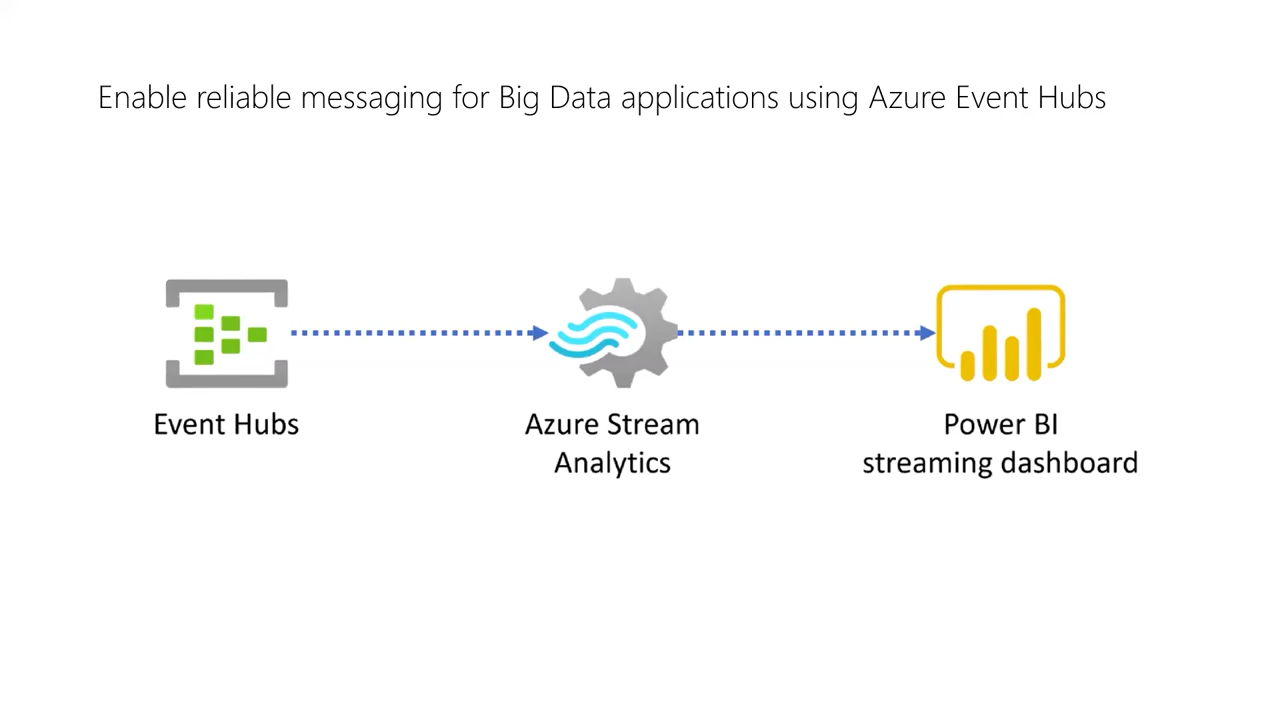 Enable reliable messaging for Big Data applications using Azure Event Hubs
Event Hubs
Azure Stream
Analytics
Power BI
streaming dashboard